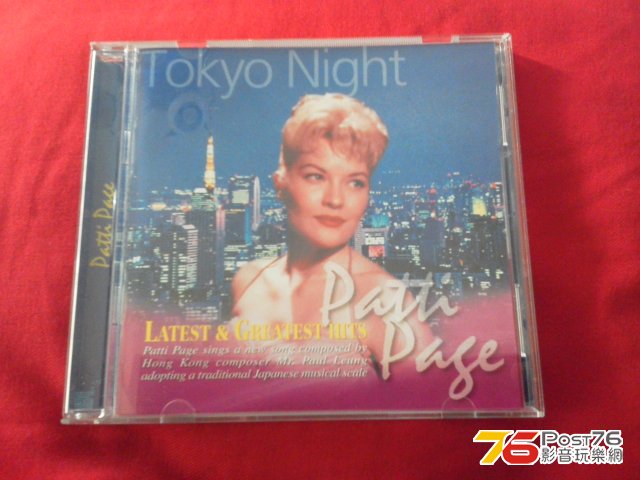 Tokyo Night
Patti Page
Patti
Page
LATEST & GREATEST HITS
Patti Page sings a new song composed by
Hong Kong composer Mr. Paul Leung
adopting a traditional Japanese musical scale
76 Post76
影音玩樂網